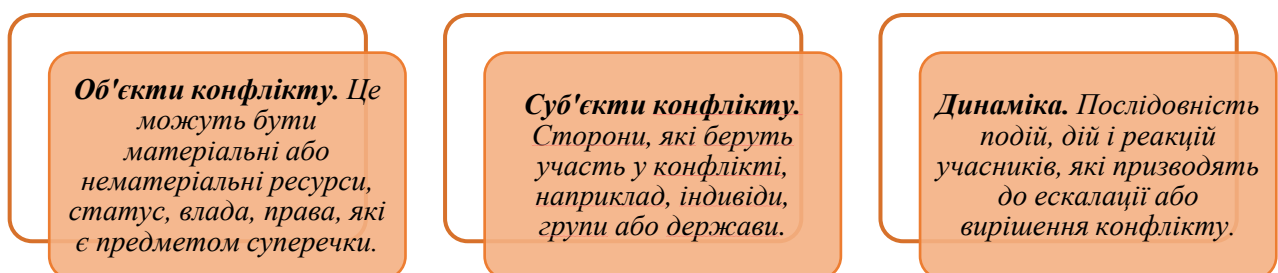 Об'єкти конфлікту. Це
можуть бути
матеріальні або
нематеріальні ресурси,
статус, влада, права, які
є предметом суперечки.
Суб'єкти конфлікту.
Сторони, які беруть
участь у конфлікті,
наприклад, індивіди,
групи або держави.
Динаміка. Послідовність
подій, дій і реакцій
учасників, які призводять
до ескалації або
вирішення конфлікту.